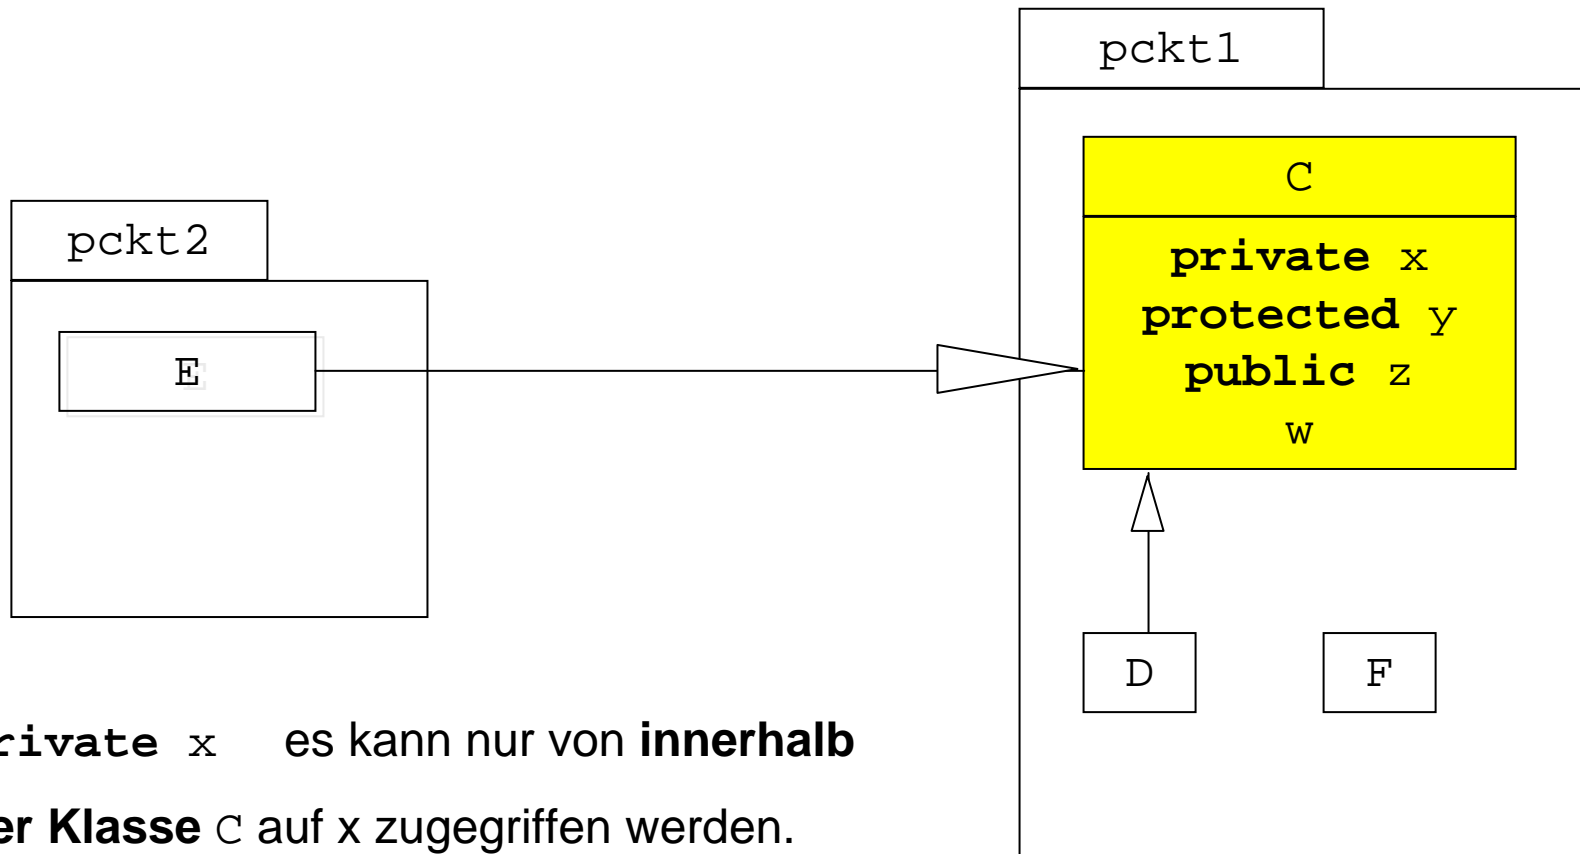 pckt1
C
private x
protected y
public z
w
pckt2
E
D
F
rivate x es kann nur von innerhalb
er Klasse C auf x zugegriffen werden.